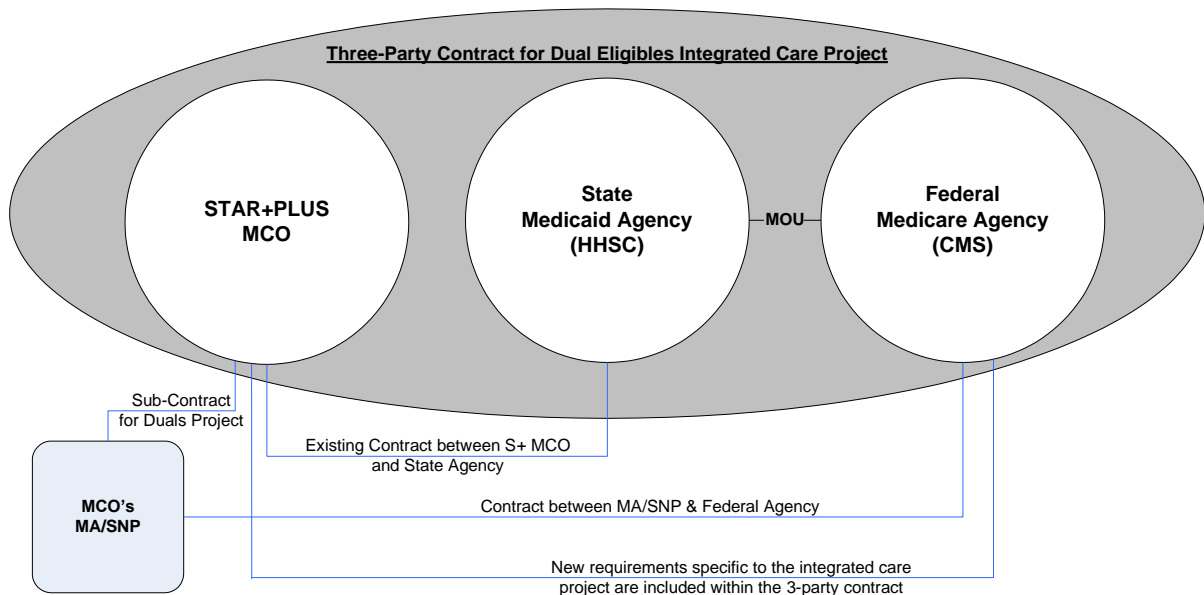 Three-Party Contract for Dual Eligibles Integrated Care Project
STAR+PLUS
MCO
State
Medicaid Agency
(HHSC)
MOU
Federal
Medicare Agency
(CMS)
Sub-Contract
for Duals Project
Existing Contract between S+ MCO
and State Agency
MCO's
MA/SNP
Contract between MA/SNP & Federal Agency
New requirements specific to the integrated care
project are included within the 3-party contract